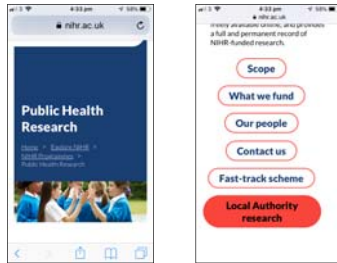 4:33 pm
nihr.ac.uk
Public Health
Research
Home > Explore NIHR >
NIHR Programmes >
Public Health Research
4:33 pm
nihr.ac.uk
freely available online, and provides
a full and permanent record of
NIHR-funded research.
Scope
What we fund
Our people
Contact us
Fast-track scheme
Local Authority
research